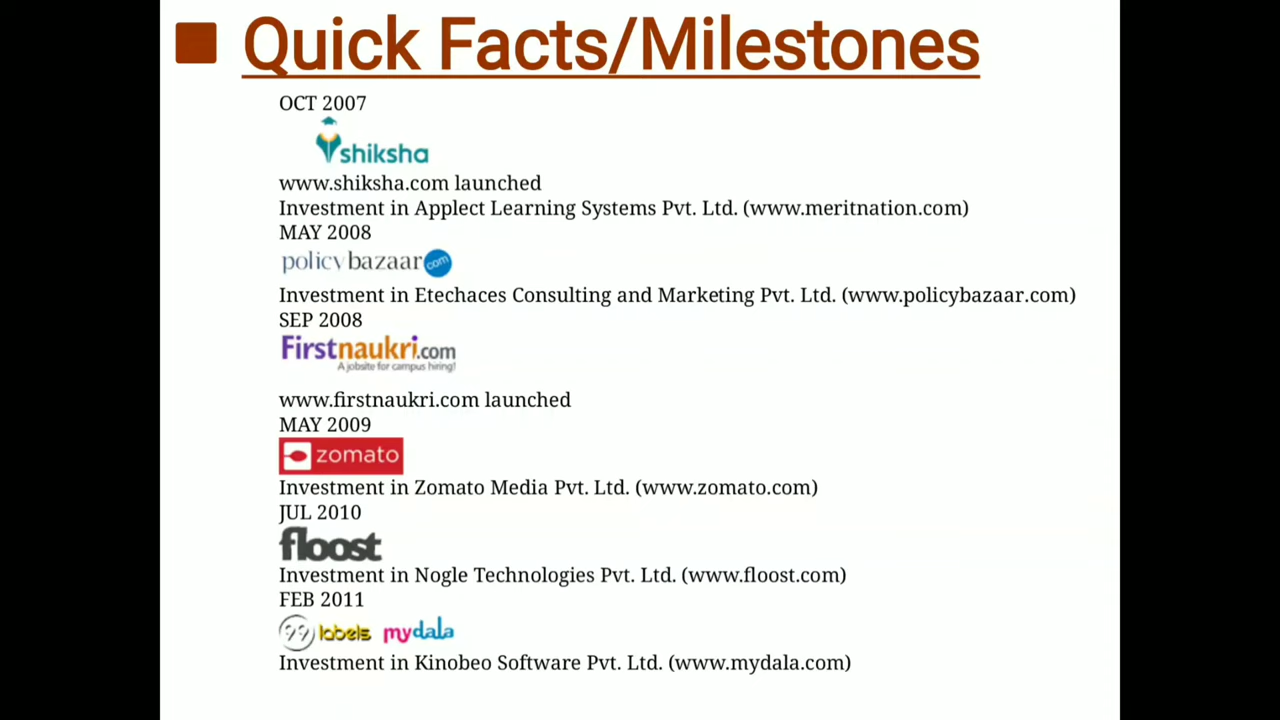 Quick Facts/Milestones
OCT 2007
shiksha
www.shiksha.com launched
Investment in Applect Learning Systems Pvt. Ltd. (www.meritnation.com)
MAY 2008
policybazaar com
Investment in Etechaces Consulting and Marketing Pvt. Ltd. (www.policybazaar.com)
SEP 2008
Firstnaukri.com
A jobsite for campus hiring!
www.firstnaukri.com launched
MAY 2009
zomato
Investment in Zomato Media Pvt. Ltd. (www.zomato.com)
JUL 2010
floost
Investment in Nogle Technologies Pvt. Ltd. (www.floost.com)
FEB 2011
99 labels mydala
Investment in Kinobeo Software Pvt. Ltd. (www.mydala.com)